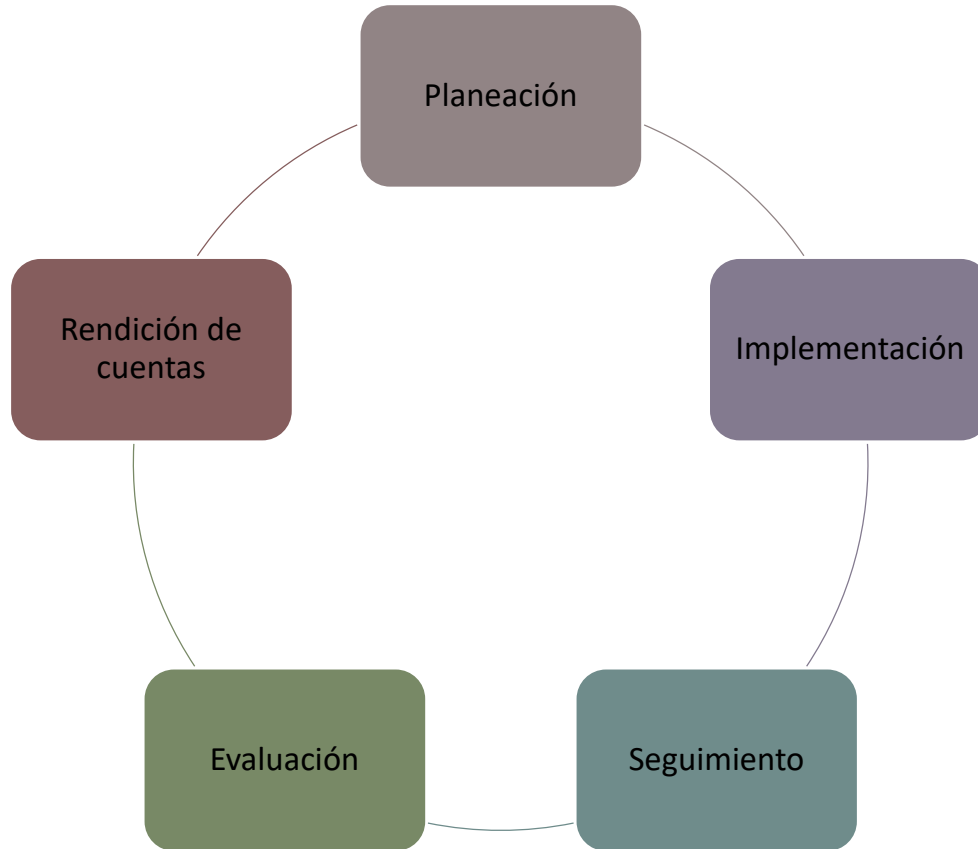 Planeación
Implementación
Seguimiento
Evaluación
Rendición de
cuentas